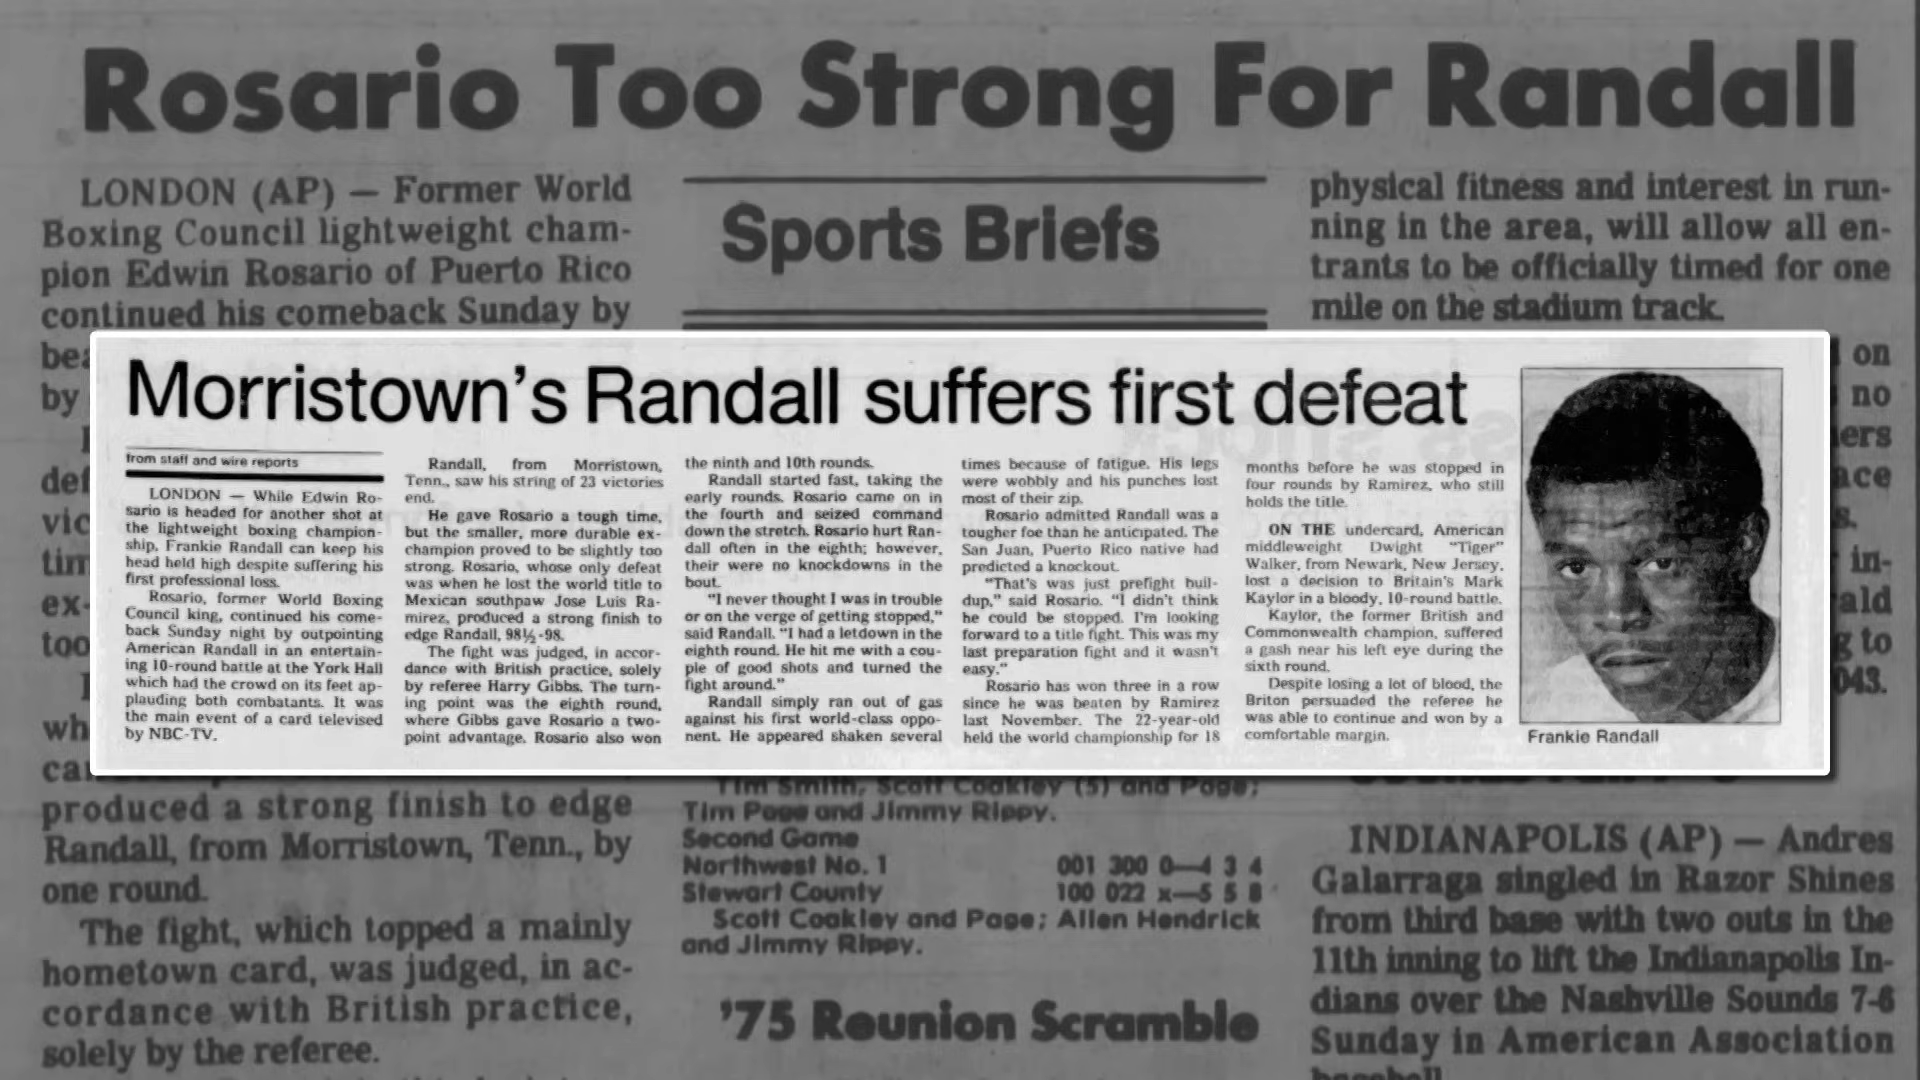 Rosario Too Strong For Randall
LONDON (AP) — Former World
Boxing Council lightweight cham-
pion Edwin Rosario of Puerto Rico
continued his comeback Sunday by
by
Sports Briefs
physical fitness and interest in run-
ning in the area, will allow all en-
trants to be officially timed for one
mile on the stadium track.
on
no
Morristown's Randall suffers first defeat
from staff and wire reports
LONDON — While Edwin Ro-
sario is headed for another shot at
the lightweight boxing champion-
ship, Frankie Randall can keep his
head held high despite suffering his
first professional loss.
Rosario, former World Boxing
Council king, continued his come-
back Sunday night by outpointing
American Randall in an entertain-
ing 10-round battle at the York Hall
which had the crowd on its feet ap-
plauding both combatants. It was
the main event of a card televised
by NBC-TV.
Randall, from Morristown,
Tenn., saw his string of 23 victories
end.
He gave Rosario a tough time,
but the smaller, more durable ex-
champion proved to be slightly too
strong. Rosario, whose only defeat
was when he lost the world title to
Mexican southpaw Jose Luis Ra-
mirez, produced a strong finish to
edge Randall, 98½-98.
The fight was judged, in accor-
dance with British practice, solely
by referee Harry Gibbs. The turn-
ing point was the eighth round,
where Gibbs gave Rosario a two-
point advantage. Rosario also won
the ninth and 10th rounds.
Randall started fast, taking the
early rounds. Rosario came on in
the fourth and seized command
down the stretch. Rosario hurt Ran-
dall often in the eighth; however,
their were no knockdowns in the
bout.
"I never thought I was in trouble
or on the verge of getting stopped,"
said Randall. "I had a letdown in the
eighth round. He hit me with a cou-
ple of good shots and turned the
fight around."
Randall simply ran out of gas
against his first world-class oppo-
nent. He appeared shaken several
times because of fatigue. His legs
were wobbly and his punches lost
most of their zip.
Rosario admitted Randall was a
tougher foe than he anticipated. The
San Juan, Puerto Rico native had
predicted a knockout.
"That's was just prefight buil-
dup," said Rosario. "I didn't think
he could be stopped. I'm looking
forward to a title fight. This was my
last preparation fight and it wasn't
easy."
Rosario has won three in a row
since he was beaten by Ramirez
last November. The 22-year-old
held the world championship for 18
months before he was stopped in
four rounds by Ramirez, who still
holds the title.
ON THE undercard, American
middleweight Dwight "Tiger"
Walker, from Newark, New Jersey,
lost a decision to Britain's Mark
Kaylor in a bloody, 10-round battle.
Kaylor, the former British and
Commonwealth champion, suffered
a gash near his left eye during the
sixth round.
Despite losing a lot of blood, the
Briton persuaded the referee he
was able to continue and won by a
comfortable margin.
Frankie Randall
produced a strong finish to edge
Randall, from Morristown, Tenn., by
one round.
The fight, which topped a mainly
hometown card, was judged, in ac-
cordance with British practice,
solely by the referee.
Tim Smith, Scott Coakley (5) and Page;
Tim Page and Jimmy Rippy.
Second Game
Northwest No. 1 001 300 0—4 3 4
Stewart County 100 022 x—5 5 8
Scott Coakley and Page; Allen Hendrick
and Jimmy Rippy.
'75 Reunion Scramble
INDIANAPOLIS (AP) — Andres
Galarraga singled in Razor Shines
from third base with two outs in the
11th inning to lift the Indianapolis In-
dians over the Nashville Sounds 7-6
Sunday in American Association
baseball